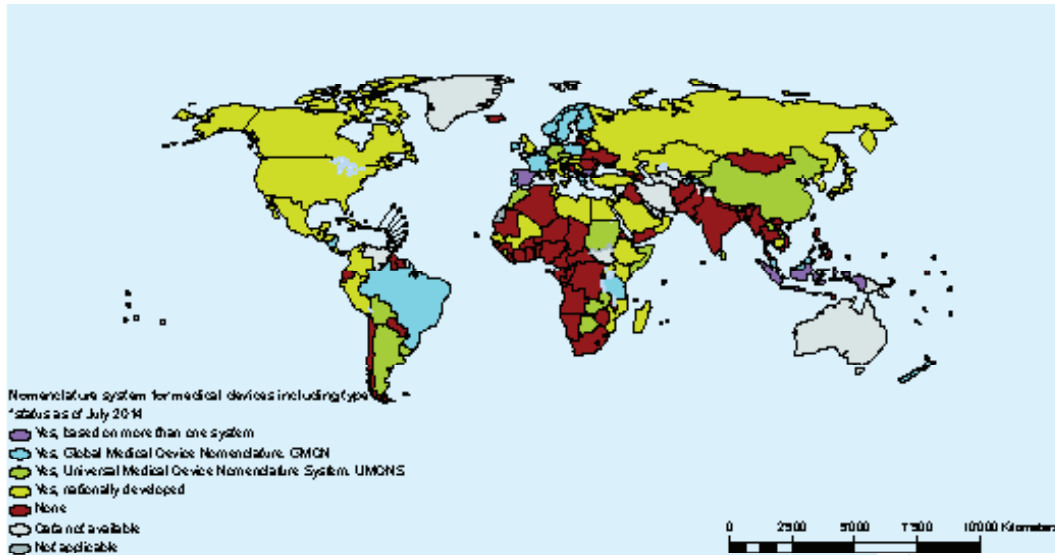 Nomenclature system for medical devices including type
*status as of July 2014
Yes, based on more than one system
Yes, Global Medical Device Nomenclature. GMDN
Yes, Universal Medical Device Nomenclature System. UMDNS
Yes, nationally developed
None
Data not available
Not applicable
0 2500 5000 7500 10000 Kilometers